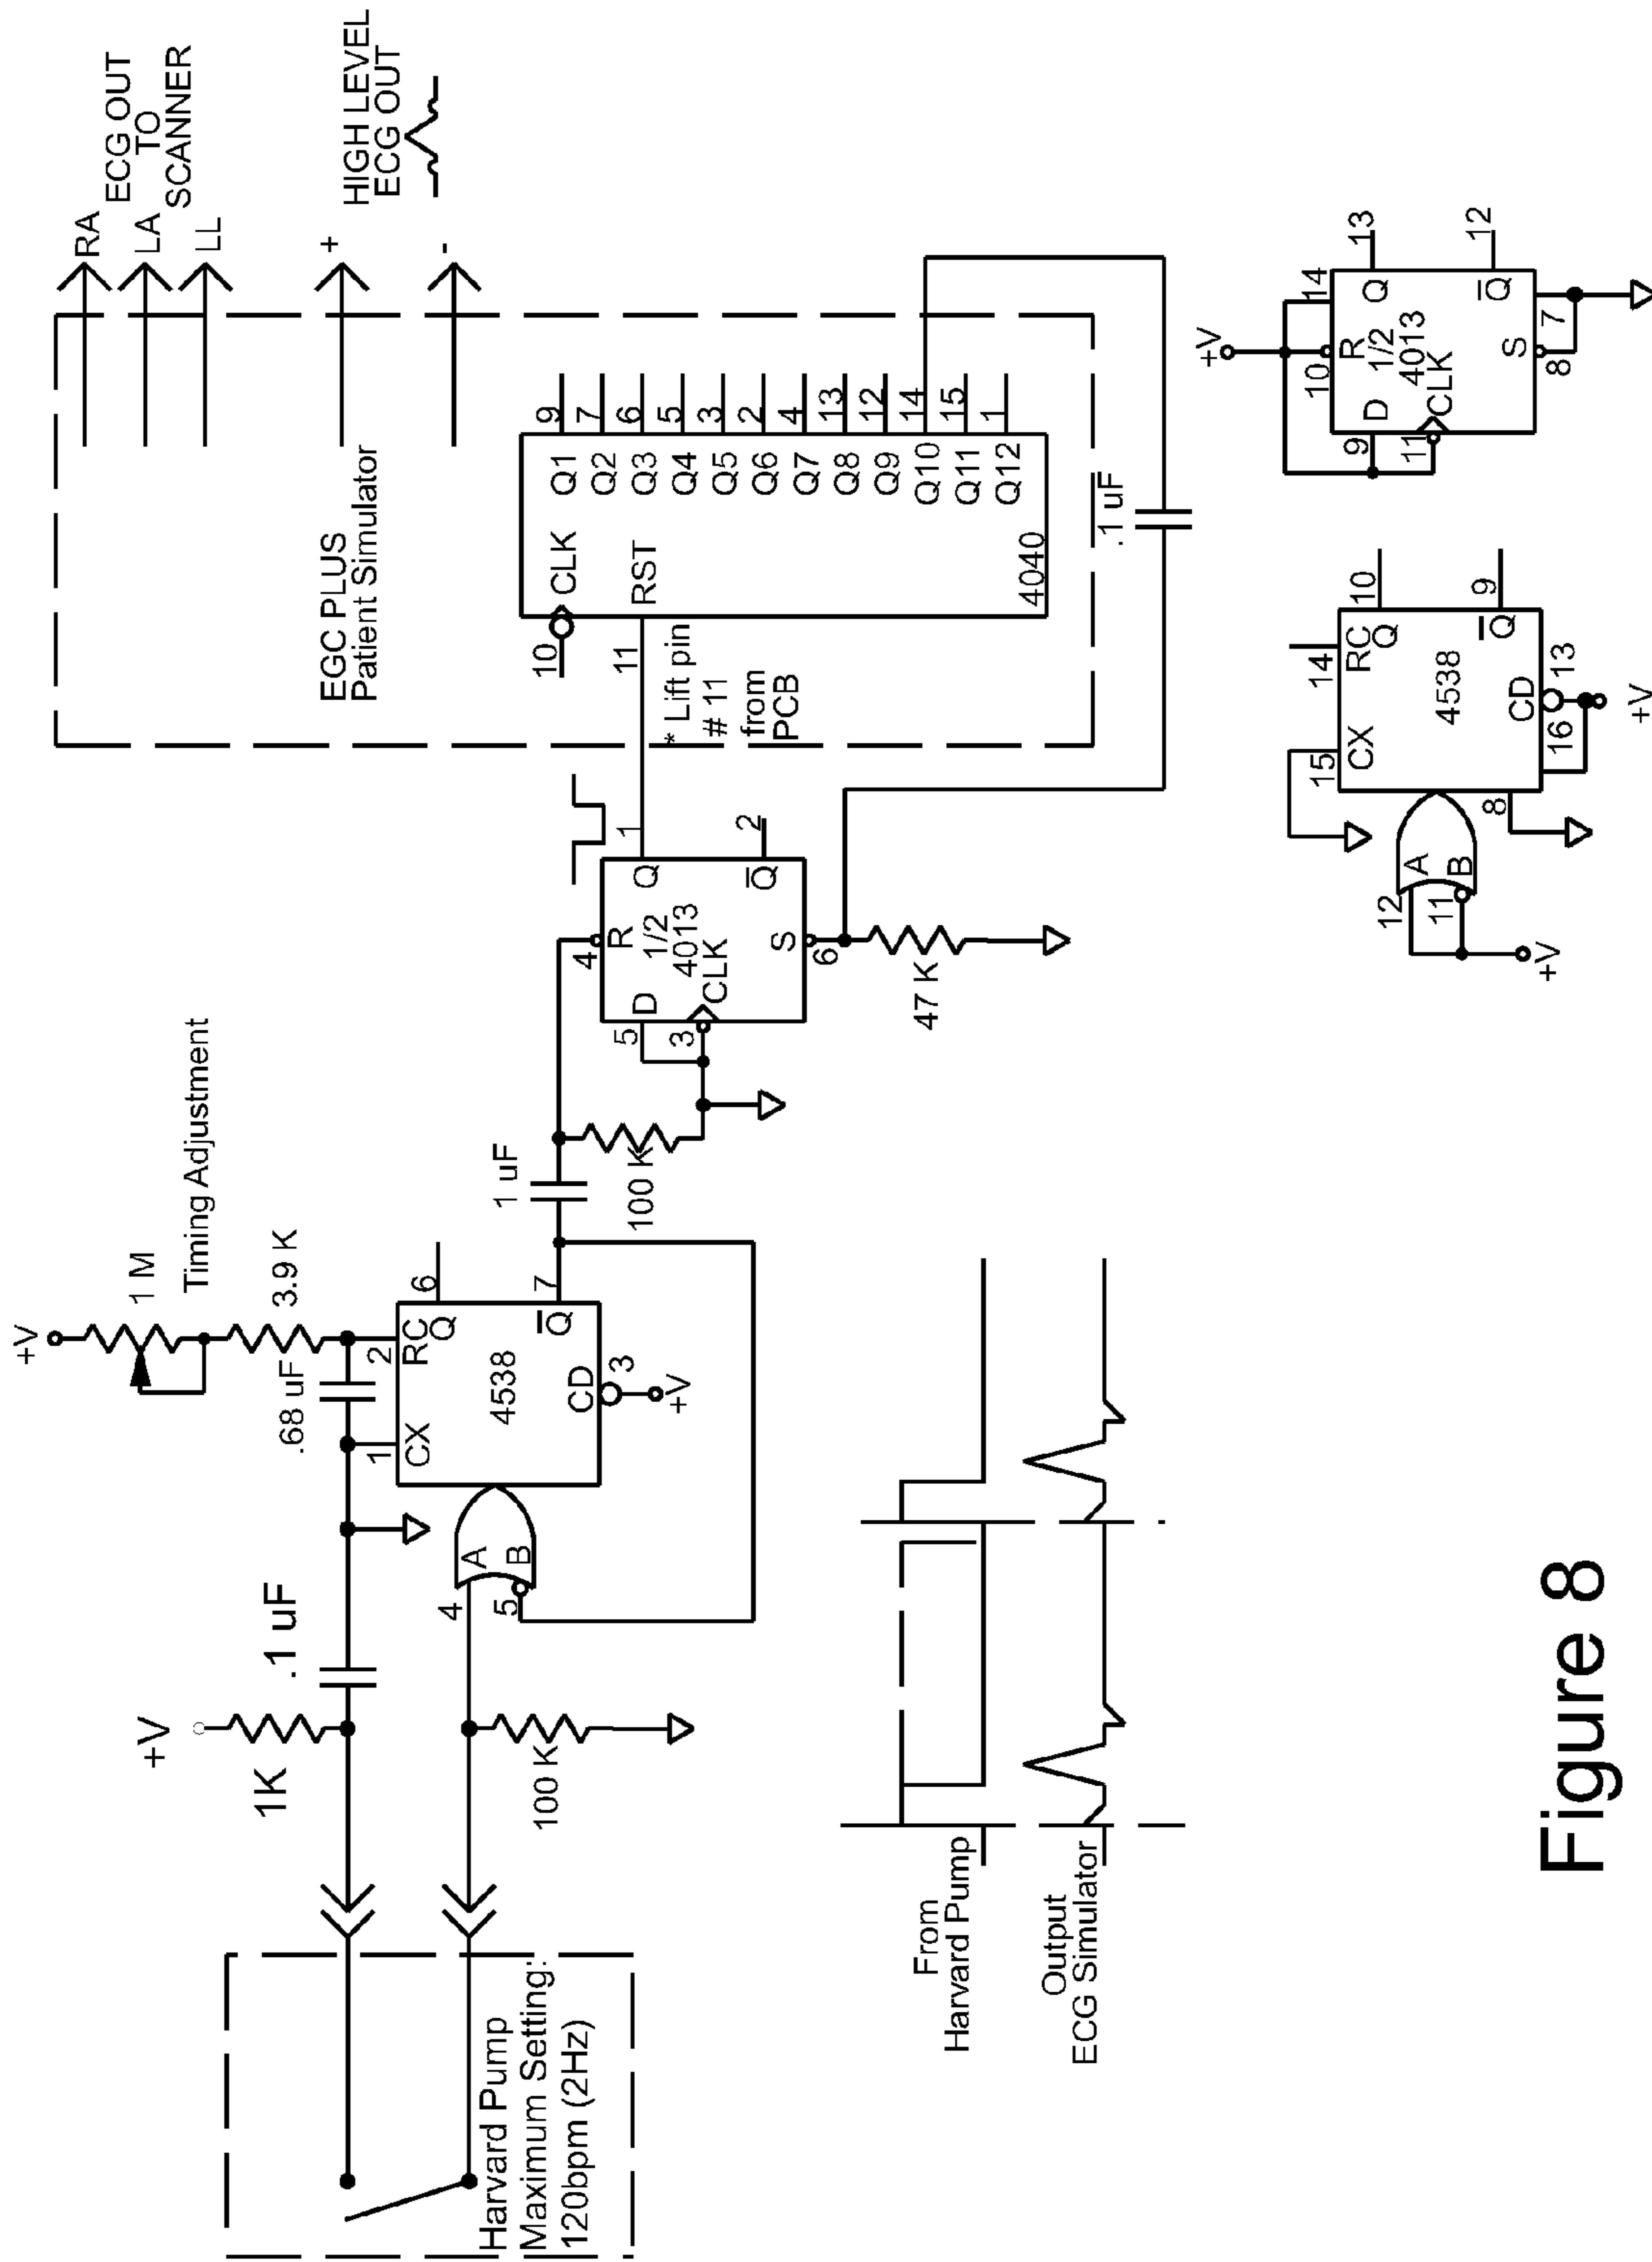 Harvard Pump
Maximum Setting:
120bpm (2Hz)
+V
1K
.1 uF
100 K
+V
1 M
Timing Adjustment
3.9 K
.68 uF
1
2
CX
RC
Q
6
4538
Q
7
CD
3
+V
4
A
5
B
1 uF
100 K
4
R
5
D
1/2
4013
Q
1
3
CLK
Q
2
S
6
47 K
EGC PLUS
Patient Simulator
RA
LA
LL
ECG OUT
TO
SCANNER
+
-
HIGH LEVEL
ECG OUT
10
CLK
11
RST
* Lift pin
# 11
from
PCB
Q1 9
Q2 7
Q3 6
Q4 5
Q5 3
Q6 2
Q7 4
Q8 13
Q9 12
Q10 14
Q11 15
Q12 1
4040
.1 uF
From
Harvard Pump
Output
ECG Simulator
12
A
11
B
+V
15
CX
14
RC
Q
10
4538
Q
9
CD
13
16
8
+V
+V
10
R
14
9
D
1/2
4013
Q
13
11
CLK
Q
12
S
8
7
Figure 8